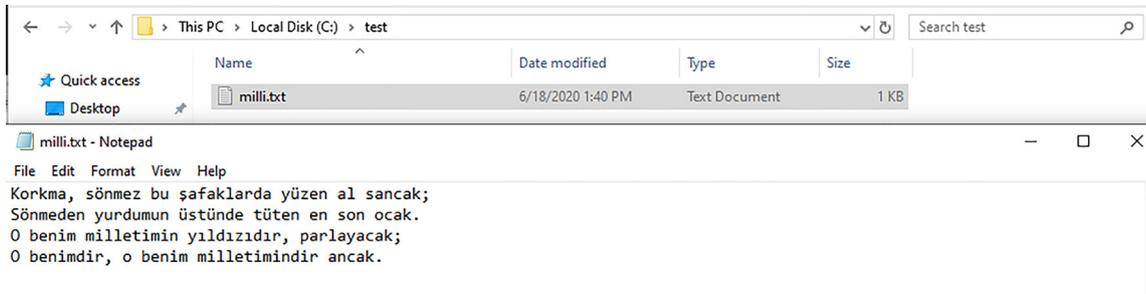 This PC > Local Disk (C:) > test
Search test
Quick access
Desktop
Name Date modified Type Size
milli.txt 6/18/2020 1:40 PM Text Document 1 KB
milli.txt - Notepad
File Edit Format View Help
Korkma, sönmez bu şafaklarda yüzen al sancak;
Sönmeden yurdumun üstünde tüten en son ocak.
O benim milletimin yıldızıdır, parlayacak;
O benimdir, o benim milletimindir ancak.